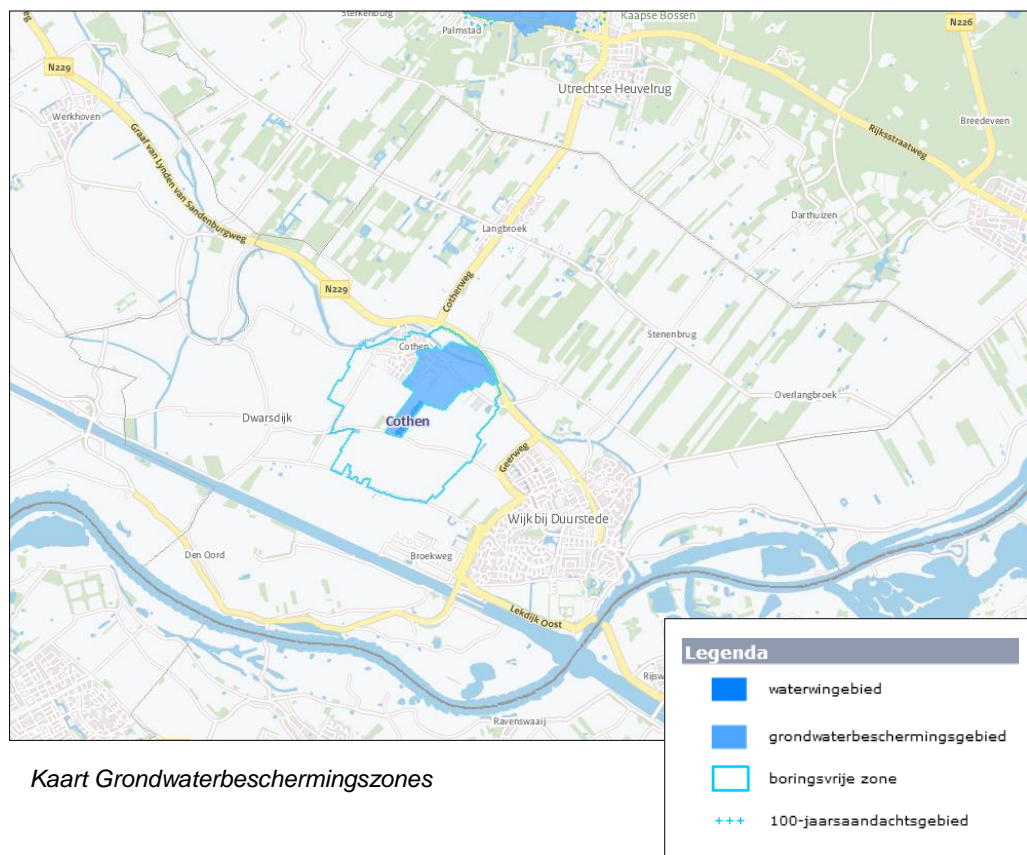 Sterkenburg
Palmstad
Kaapse Bossen
N226
N229
Utrechtse Heuvelrug
Werkhoven
Breedeveen
Rijksstraatweg
Graaf van Lynden van Sandenburgweg
Darthuizen
Langbroek
N229
Cotherweg
Stenenbrug
Cothen
Overlangbroek
Dwarsdijk
Cothen
Geerweg
Wijk bij Duurstede
Den Oord
Broekweg
Lekdijk Oost
Ravenswaaij
Legenda
waterwingebied
grondwaterbeschermingsgebied
boringsvrije zone
100-jaarsaandachtsgebied
Kaart Grondwaterbeschermingszones